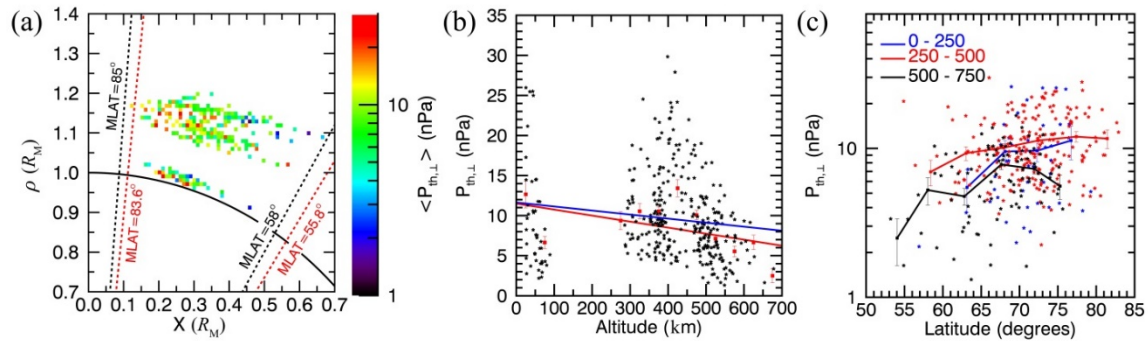 (a)
1.4
1.3
1.2
1.1
1.0
0.9
0.8
0.7
ρ (R_M)
MLAT=85°
MLAT=83.6°
MLAT=58°
MLAT=55.8°
0.0 0.1 0.2 0.3 0.4 0.5 0.6 0.7
X (R_M)
10
1
< P_th,⊥ > (nPa)
(b)
35
30
25
20
15
10
5
0
P_th,⊥ (nPa)
0 100 200 300 400 500 600 700
Altitude (km)
(c)
0 - 250
250 - 500
500 - 750
10
1
P_th,⊥ (nPa)
50 55 60 65 70 75 80 85
Latitude (degrees)